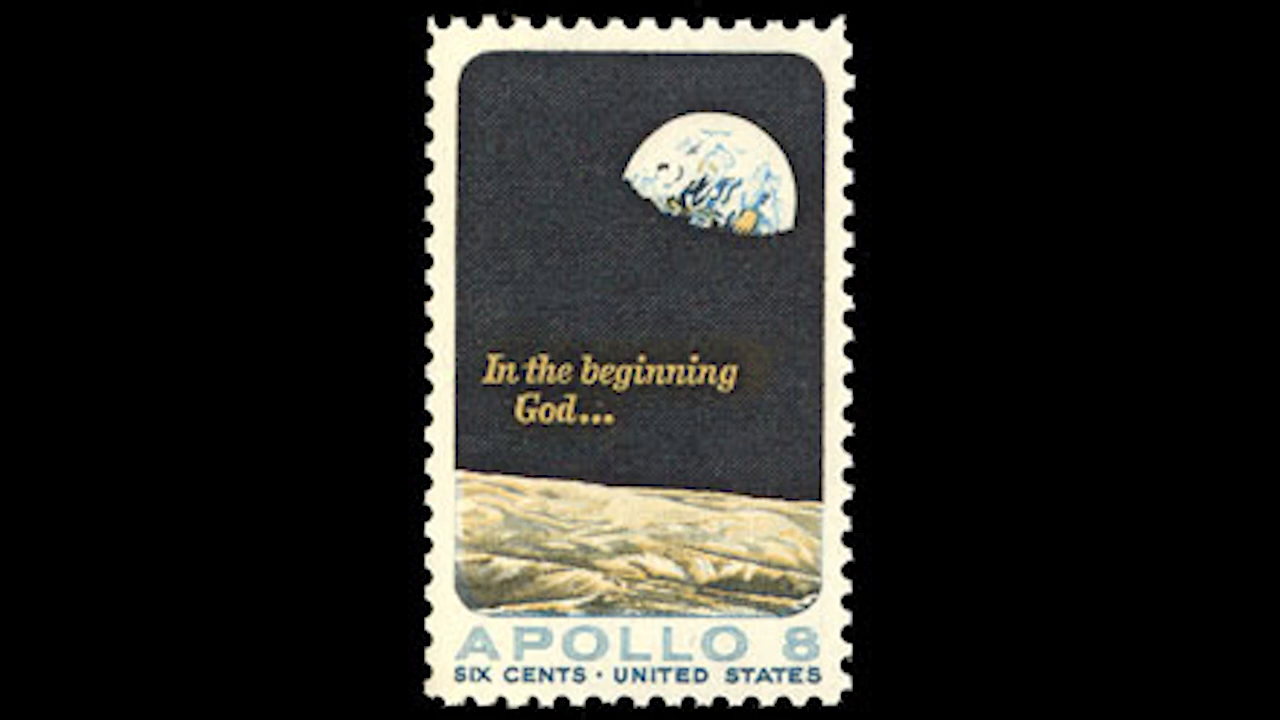 In the beginning
God...
APOLLO 8
SIX CENTS · UNITED STATES